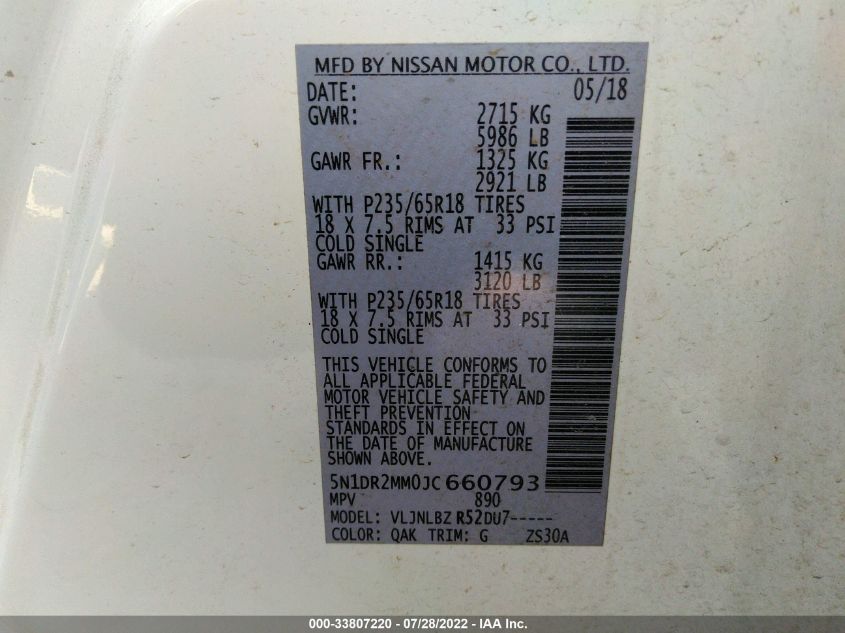 MFD BY NISSAN MOTOR CO., LTD.
DATE: 05/18
GVWR: 2715 KG
5986 LB
GAWR FR.: 1325 KG
2921 LB
WITH P235/65R18 TIRES
18 X 7.5 RIMS AT 33 PSI
COLD SINGLE
GAWR RR.: 1415 KG
3120 LB
WITH P235/65R18 TIRES
18 X 7.5 RIMS AT 33 PSI
COLD SINGLE
THIS VEHICLE CONFORMS TO
ALL APPLICABLE FEDERAL
MOTOR VEHICLE SAFETY AND
THEFT PREVENTION
STANDARDS IN EFFECT ON
THE DATE OF MANUFACTURE
SHOWN ABOVE.
5N1DR2MM0JC660793
MPV 890
MODEL: VLJNLBZ R52DU7-----
COLOR: QAK TRIM: G ZS30A
000-33807220 - 07/28/2022 - IAA Inc.